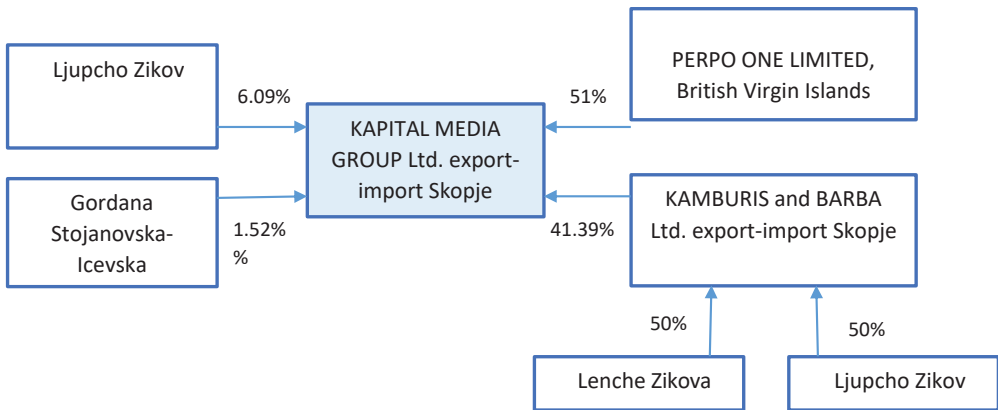 Ljupcho Zikov
6.09%
KAPITAL MEDIA
GROUP Ltd. export-
import Skopje
51%
PERPO ONE LIMITED,
British Virgin Islands
Gordana
Stojanovska-
Icevska
1.52%
%
41.39%
KAMBURIS and BARBA
Ltd. export-import Skopje
50%
50%
Lenche Zikova
Ljupcho Zikov